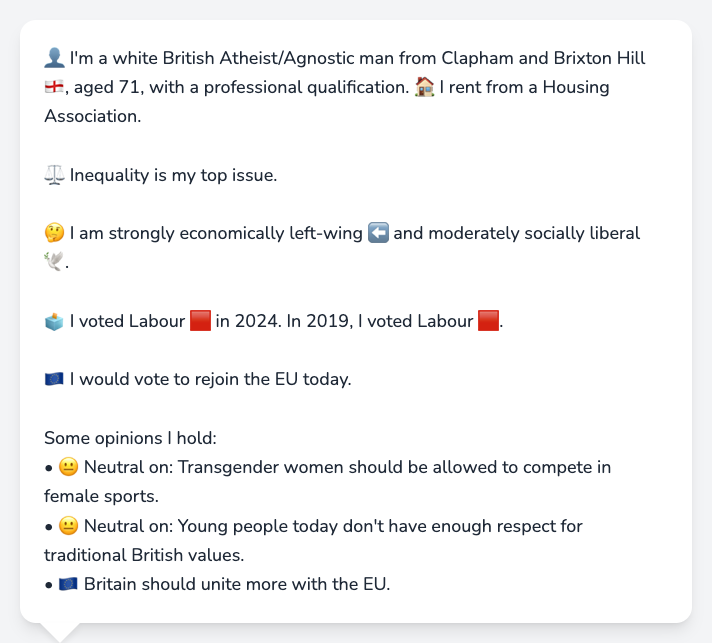 👤 I'm a white British Atheist/Agnostic man from Clapham and Brixton Hill
🏴󠁧󠁢󠁥󠁮󠁧󠁿, aged 71, with a professional qualification. 🏠 I rent from a Housing
Association.
⚖️ Inequality is my top issue.
🤔 I am strongly economically left-wing ⬅️ and moderately socially liberal
🕊️.
🗳️ I voted Labour 🟥 in 2024. In 2019, I voted Labour 🟥.
🇪🇺 I would vote to rejoin the EU today.
Some opinions I hold:
• 😐 Neutral on: Transgender women should be allowed to compete in
female sports.
• 😐 Neutral on: Young people today don't have enough respect for
traditional British values.
• 🇪🇺 Britain should unite more with the EU.